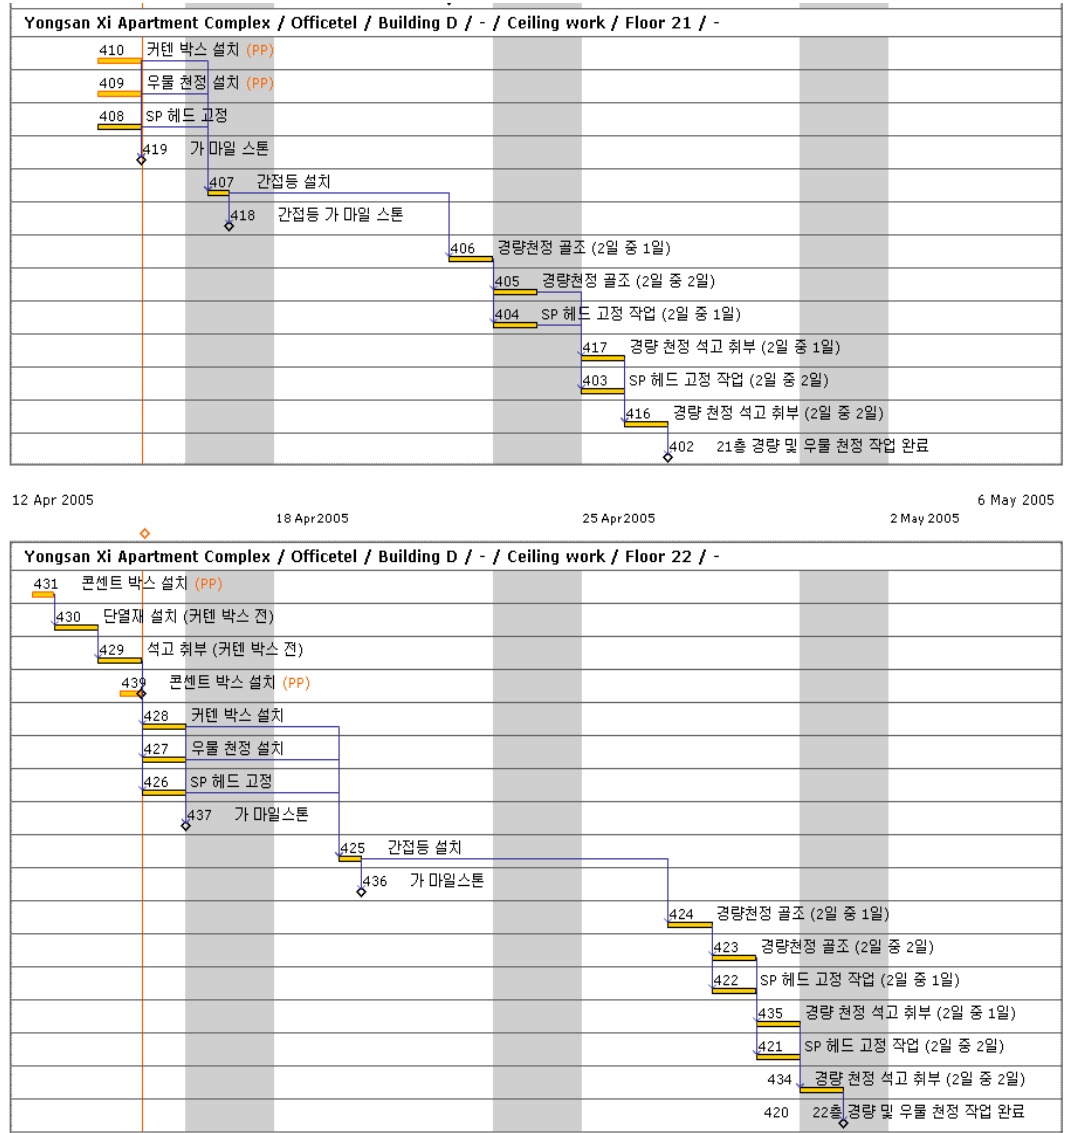 Yongsan Xi Apartment Complex / Officetel / Building D / - / Ceiling work / Floor 21 / -
410 커텐 박스 설치 (PP)
409 우물 천정 설치 (PP)
408 SP 헤드 고정
419 가 마일 스톤
407 간접등 설치
418 간접등 가 마일 스톤
406 경량천정 골조 (2일 중 1일)
405 경량천정 골조 (2일 중 2일)
404 SP 헤드 고정 작업 (2일 중 1일)
417 경량 천정 석고 취부 (2일 중 1일)
403 SP 헤드 고정 작업 (2일 중 2일)
416 경량 천정 석고 취부 (2일 중 2일)
402 21층 경량 및 우물 천정 작업 완료
12 Apr 2005 6 May 2005
18 Apr2005 25 Apr2005 2 May 2005
Yongsan Xi Apartment Complex / Officetel / Building D / - / Ceiling work / Floor 22 / -
431 콘센트 박스 설치 (PP)
430 단열재 설치 (커텐 박스 전)
429 석고 취부 (커텐 박스 전)
439 콘센트 박스 설치 (PP)
428 커텐 박스 설치
427 우물 천정 설치
426 SP 헤드 고정
437 가 마일스톤
425 간접등 설치
436 가 마일스톤
424 경량천정 골조 (2일 중 1일)
423 경량천정 골조 (2일 중 2일)
422 SP 헤드 고정 작업 (2일 중 1일)
435 경량 천정 석고 취부 (2일 중 1일)
421 SP 헤드 고정 작업 (2일 중 2일)
434 경량 천정 석고 취부 (2일 중 2일)
420 22층 경량 및 우물 천정 작업 완료